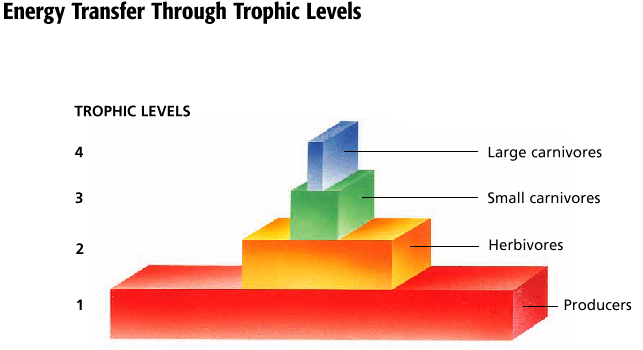 Energy Transfer Through Trophic Levels
TROPHIC LEVELS
4
Large carnivores
3
Small carnivores
2
Herbivores
1
Producers